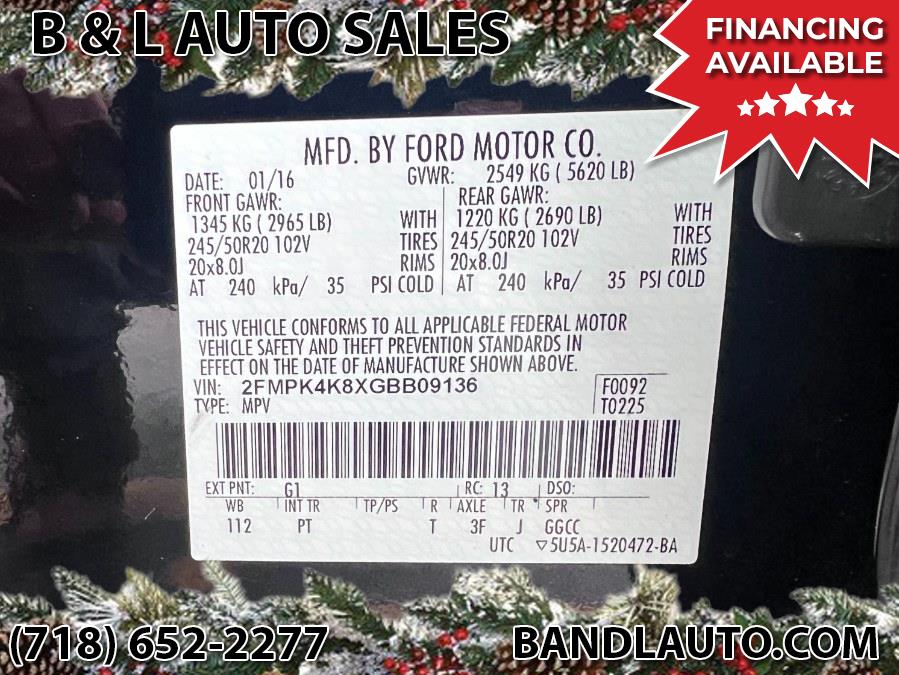 B & L AUTO SALES
FINANCING
AVAILABLE
MFD. BY FORD MOTOR CO.
DATE: 01/16 GVWR: 2549 KG ( 5620 LB)
FRONT GAWR: REAR GAWR:
1345 KG ( 2965 LB) WITH 1220 KG ( 2690 LB) WITH
245/50R20 102V TIRES 245/50R20 102V TIRES
20x8.0J RIMS 20x8.0J RIMS
AT 240 kPa/ 35 PSI COLD AT 240 kPa/ 35 PSI COLD
THIS VEHICLE CONFORMS TO ALL APPLICABLE FEDERAL MOTOR
VEHICLE SAFETY AND THEFT PREVENTION STANDARDS IN
EFFECT ON THE DATE OF MANUFACTURE SHOWN ABOVE.
VIN: 2FMPK4K8XGBB09136 F0092
TYPE: MPV T0225
EXT PNT: G1 RC: 13 DSO:
WB INT TR TP/PS R AXLE TR SPR
112 PT T 3F J GGCC
UTC ▽5U5A-1520472-BA
(718) 652-2277 BANDLAUTO.COM